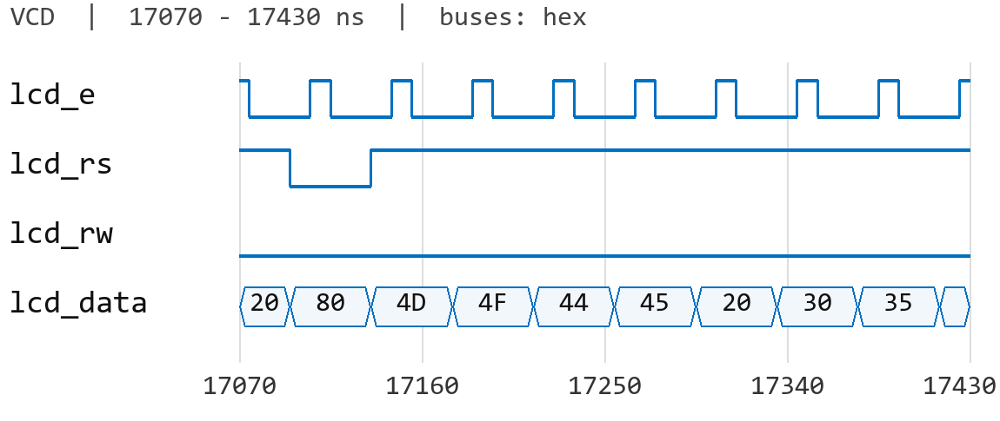 VCD | 17070 - 17430 ns | buses: hex
lcd_e
lcd_rs
lcd_rw
lcd_data 20 80 4D 4F 44 45 20 30 35
17070 17160 17250 17340 17430